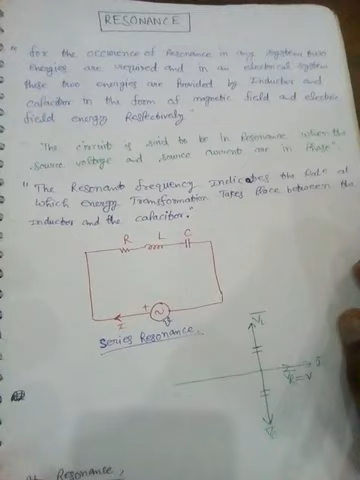 RESONANCE
" for the occurence of Resonance in any system two
energies are required and in an electrical system
these two energies are Provided by Inductor and
capacitor in the form of magnetic field and electric
field energy Respectively
" The circuit is said to be in Resonance when the
source voltage and source current are in Phase".
" The Resonant frequency Indicates the Rate at
which energy Transformation Takes place between the
Inductor and the capacitor."
R L C
+
I
Series Resonance.
VL
I
VR=V
VC
At Resonance,